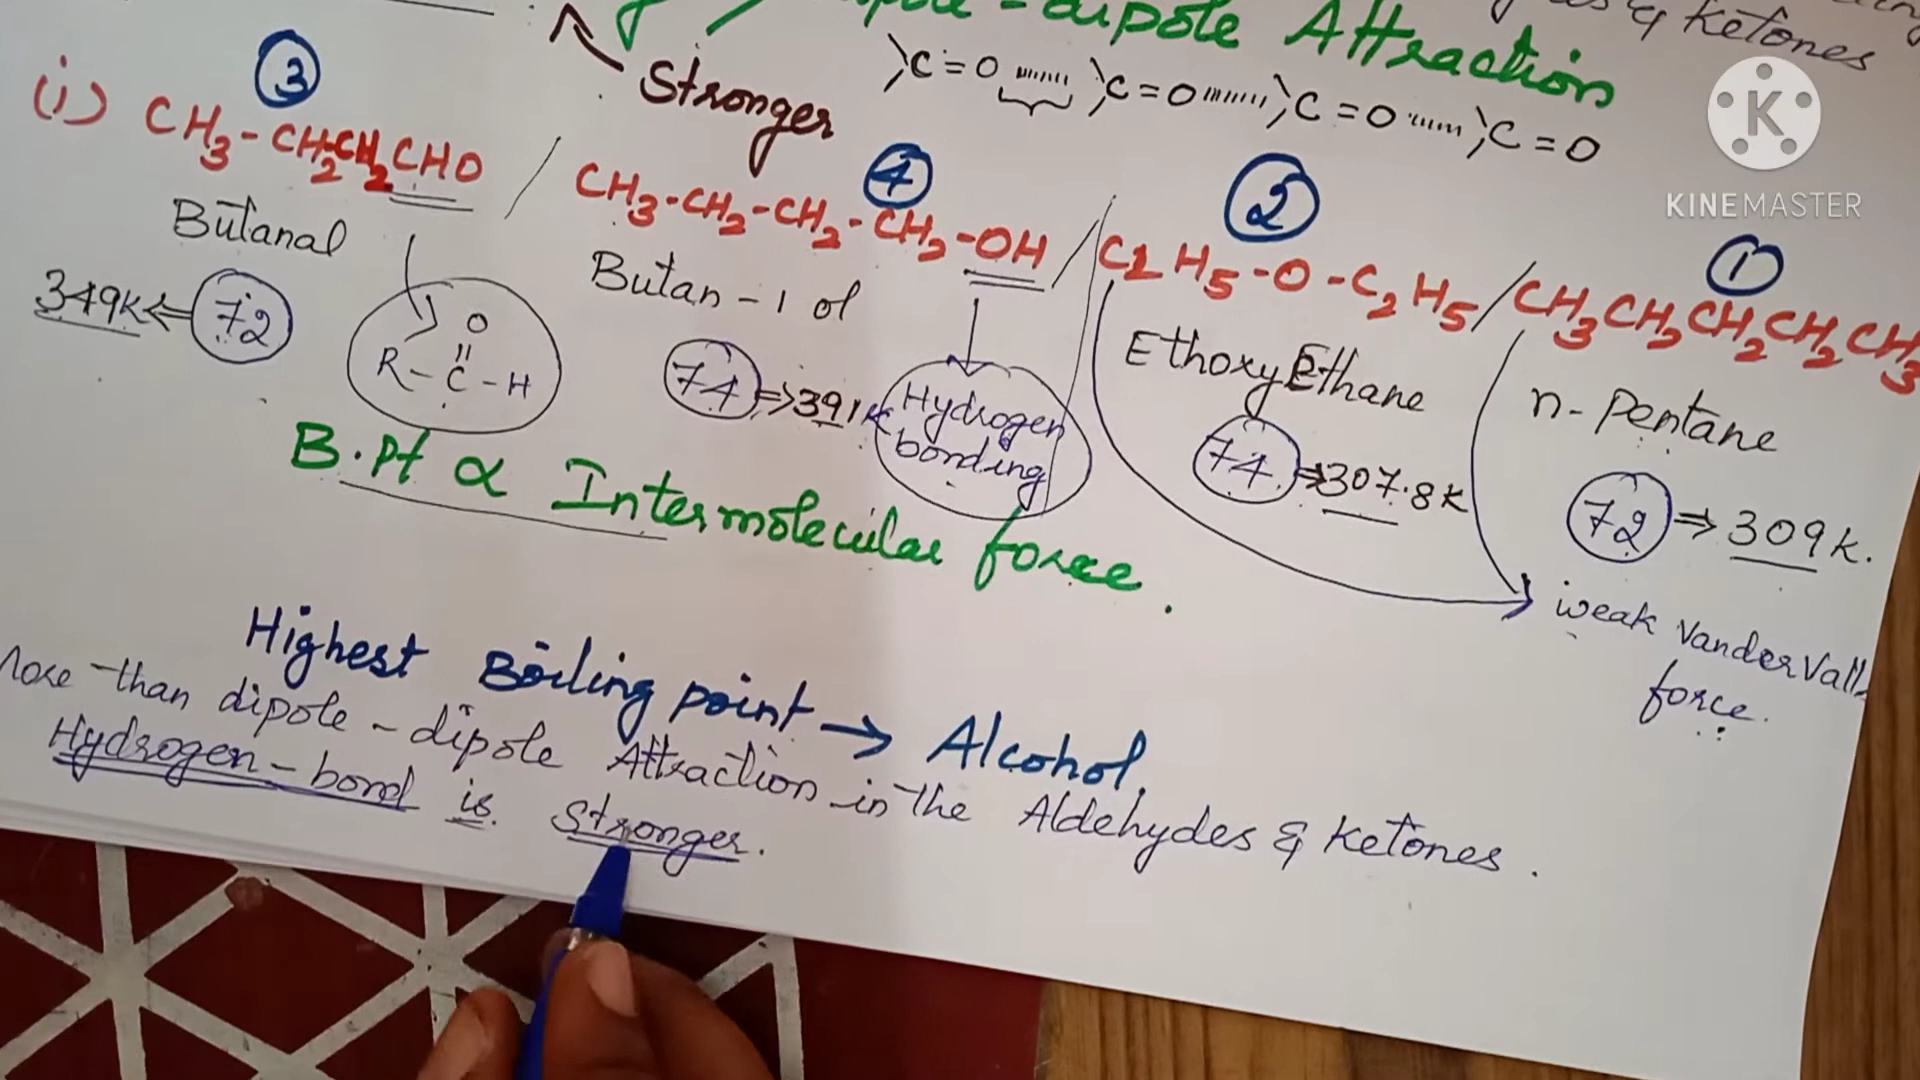 & Ketones
dipole Attraction
Stronger
C=O C=O C=O C=O
K
KINEMASTER
3
(i) CH3-CH2CH2CHO / CH3-CH2-CH2-CH2-OH / C2H5-O-C2H5 / CH3CH2CH2CH2CH3
4
2
1
Butanal
Butan-1 ol
Ethoxy Ethane
n-Pentane
349K ⇐ 72
O
||
R-C-H
74 ⇒ 391K
Hydrogen
bonding
74 ⇒ 307.8K
72 ⇒ 309K.
B.Pt ∝ Intermolecular force.
weak Vander Valls
force.
Highest Boiling point → Alcohol.
than dipole-dipole Attraction in the Aldehydes & Ketones.
Hydrogen-bond is Stronger.